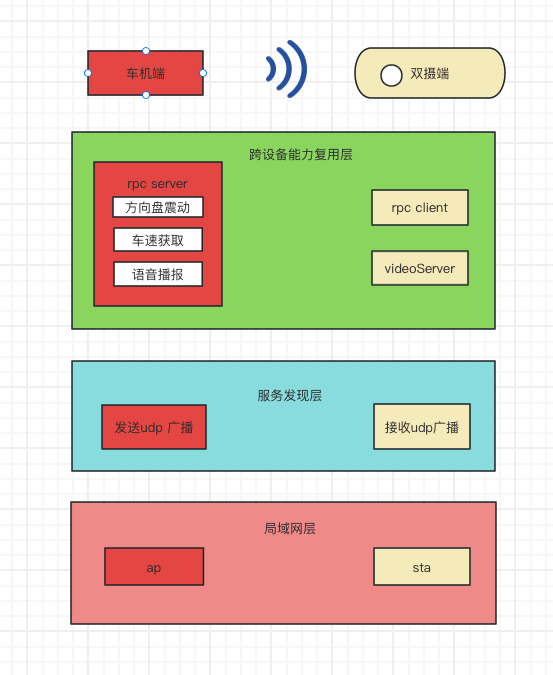 车机端
双摄端
跨设备能力复用层
rpc server
方向盘震动
车速获取
语音播报
rpc client
videoServer
服务发现层
发送udp 广播
接收udp广播
局域网层
ap
sta